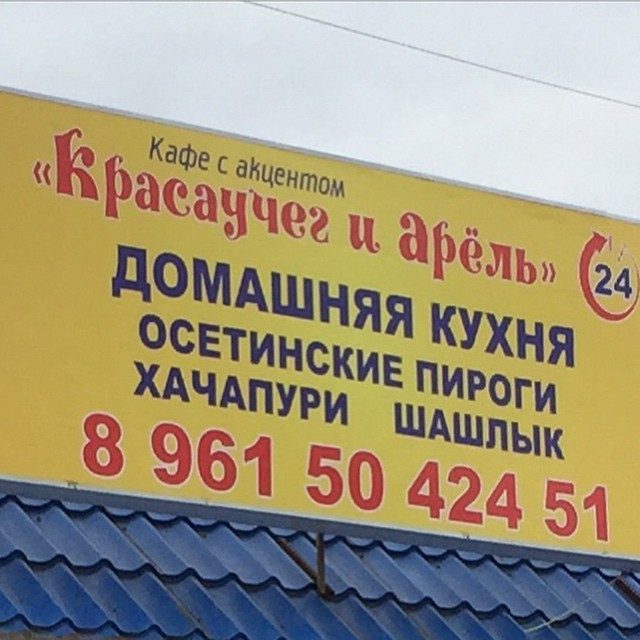 Кафе с акцентом
«Красаучег и арёль»
24
ДОМАШНЯЯ КУХНЯ
ОСЕТИНСКИЕ ПИРОГИ
ХАЧАПУРИ ШАШЛЫК
8 961 50 424 51